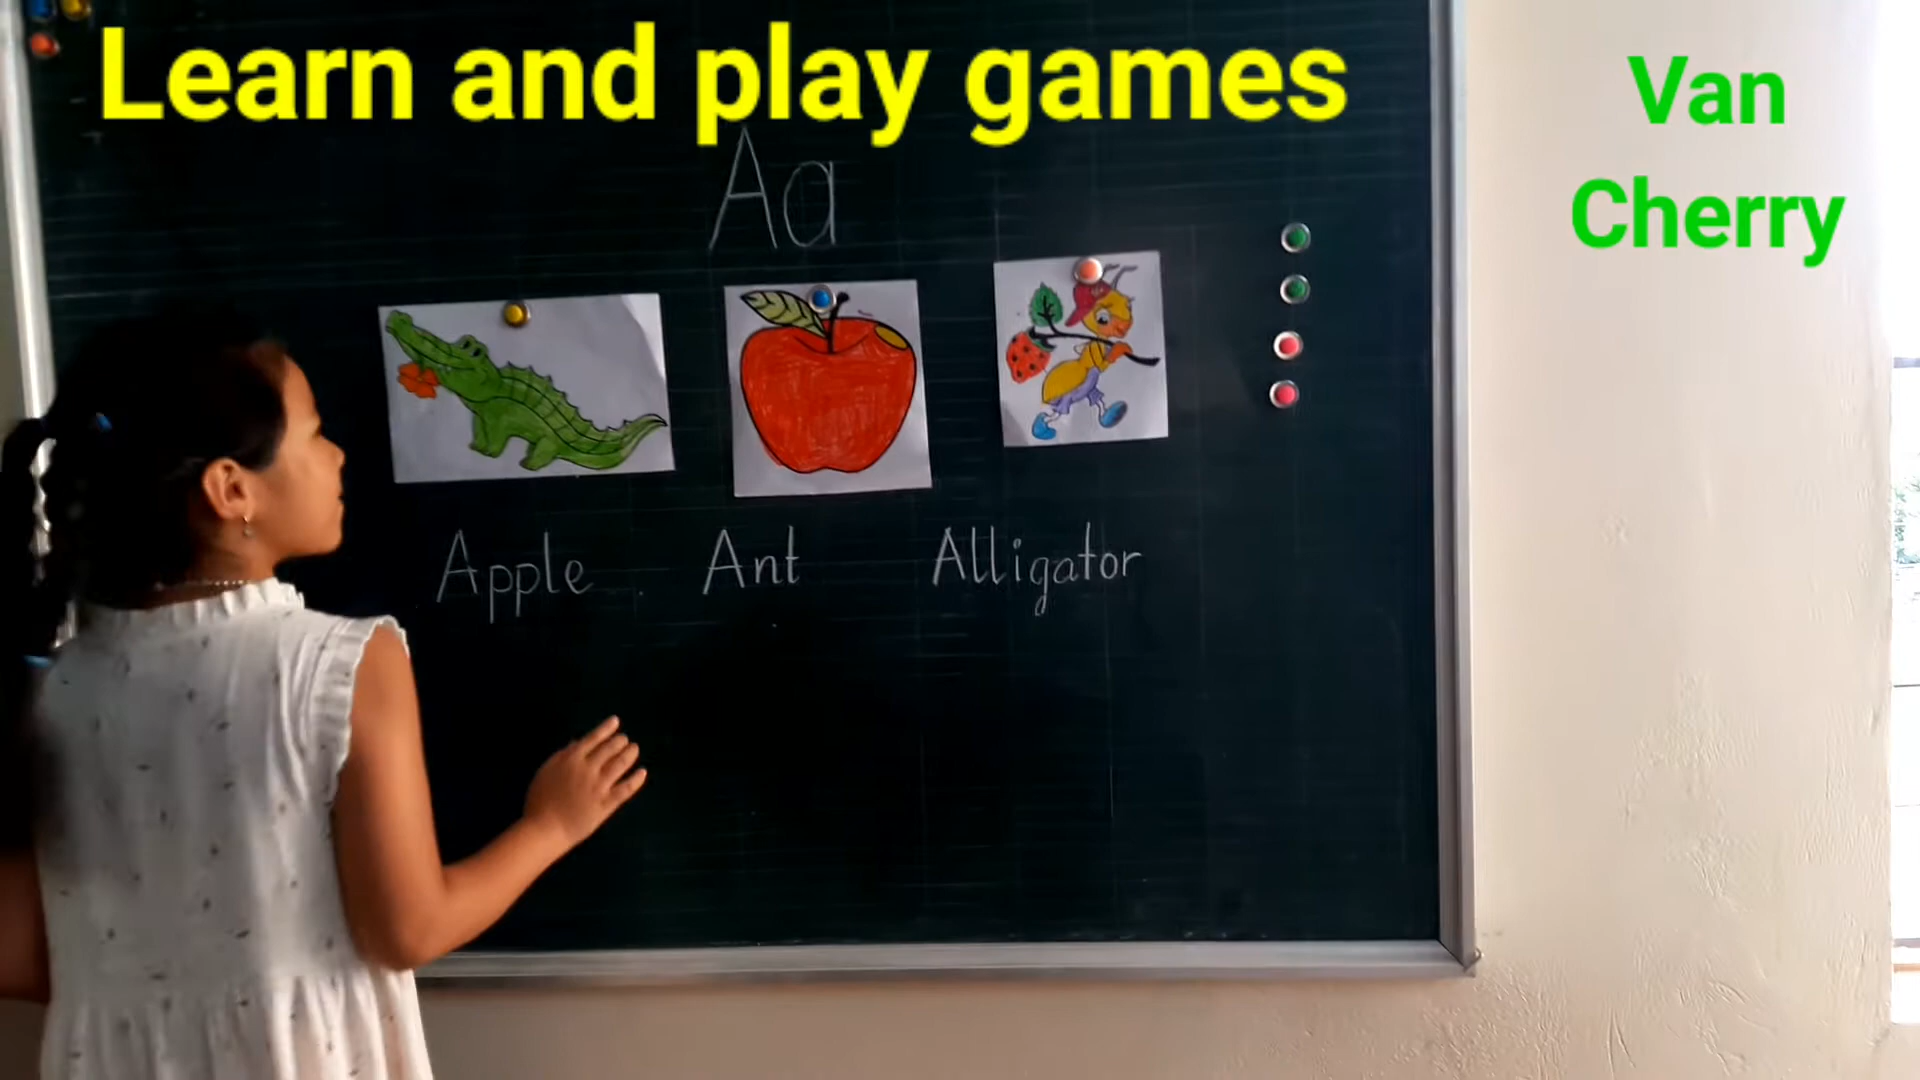 Learn and play games
Van
Cherry
Aa
Apple Ant Alligator